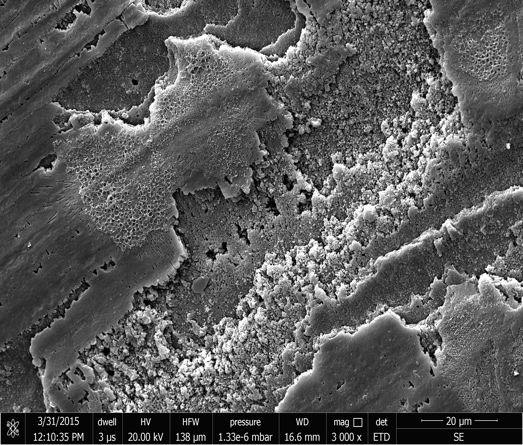 3/31/2015 dwell HV HFW pressure WD mag □ det 20 µm
12:10:35 PM 3 µs 20.00 kV 138 µm 1.33e-6 mbar 16.6 mm 3 000 x ETD SE